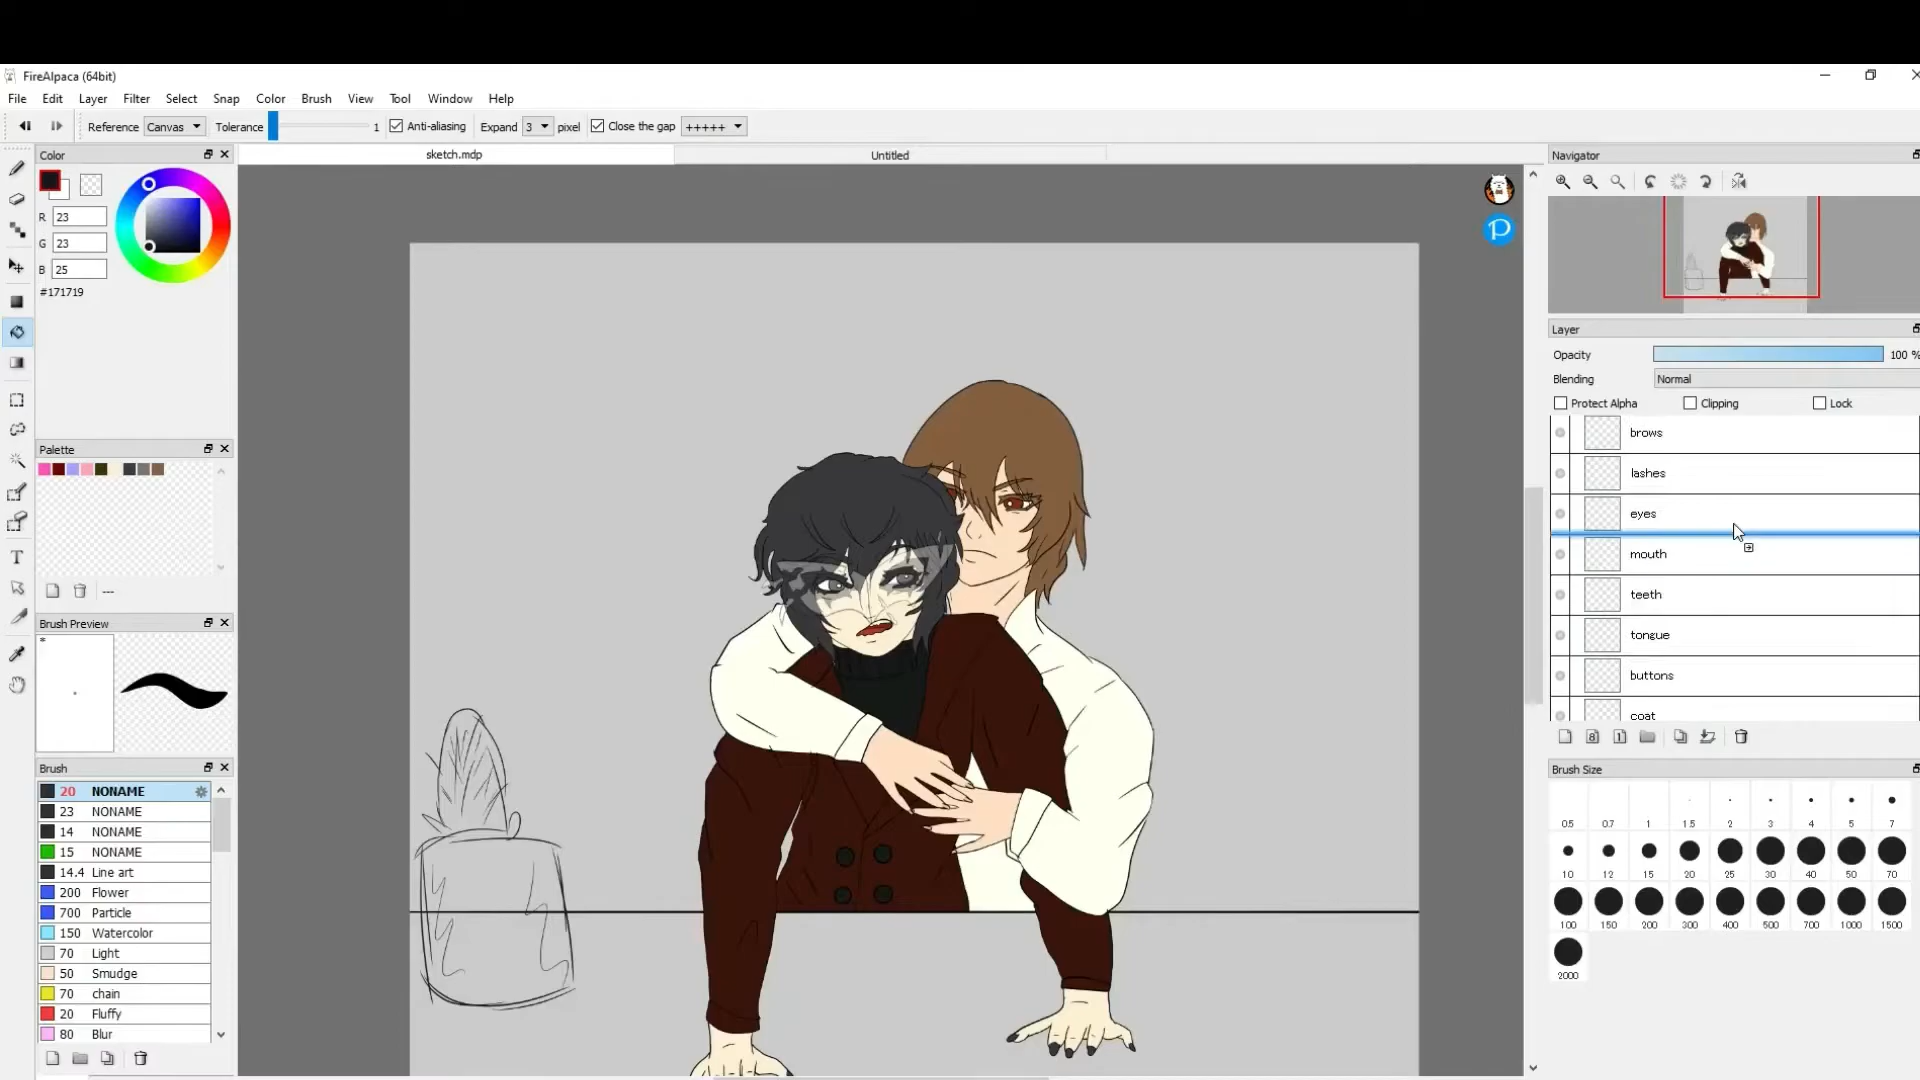 FireAlpaca (64bit)
File Edit Layer Filter Select Snap Color Brush View Tool Window Help
Reference Canvas Tolerance 1 Anti-aliasing Expand 3 pixel Close the gap +++++
Color
sketch.mdp
Untitled
Navigator
R 23
G 23
B 25
#171719
Palette
---
Brush Preview
*
Brush
20 NONAME
23 NONAME
14 NONAME
15 NONAME
14.4 Line art
200 Flower
700 Particle
150 Watercolor
70 Light
50 Smudge
70 chain
20 Fluffy
80 Blur
P
Layer
Opacity 100 %
Blending Normal
Protect Alpha Clipping Lock
brows
lashes
eyes
mouth
teeth
tongue
buttons
coat
8 1
Brush Size
0.5 0.7 1 1.5 2 3 4 5 7
10 12 15 20 25 30 40 50 70
100 150 200 300 400 500 700 1000 1500
2000